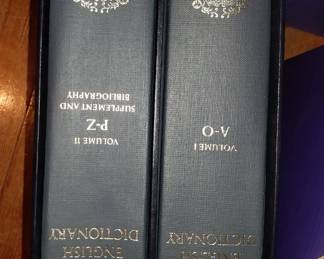 ENGLISH
DICTIONARY
VOLUME I
A-O
ENGLISH
DICTIONARY
VOLUME II
P-Z
SUPPLEMENT AND
BIBLIOGRAPHY